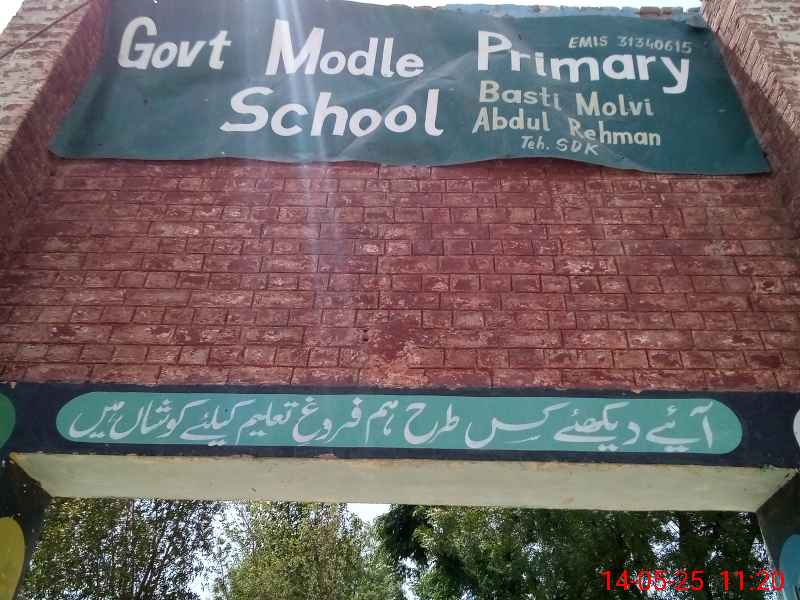 Govt Modle Primary
School
EMIS 31340615
Basti Molvi
Abdul Rehman
Teh. SDK
آئیے دیکھئے کس طرح ہم فروغ تعلیم کیلئے کوشاں ہیں
14-05-25 11:20